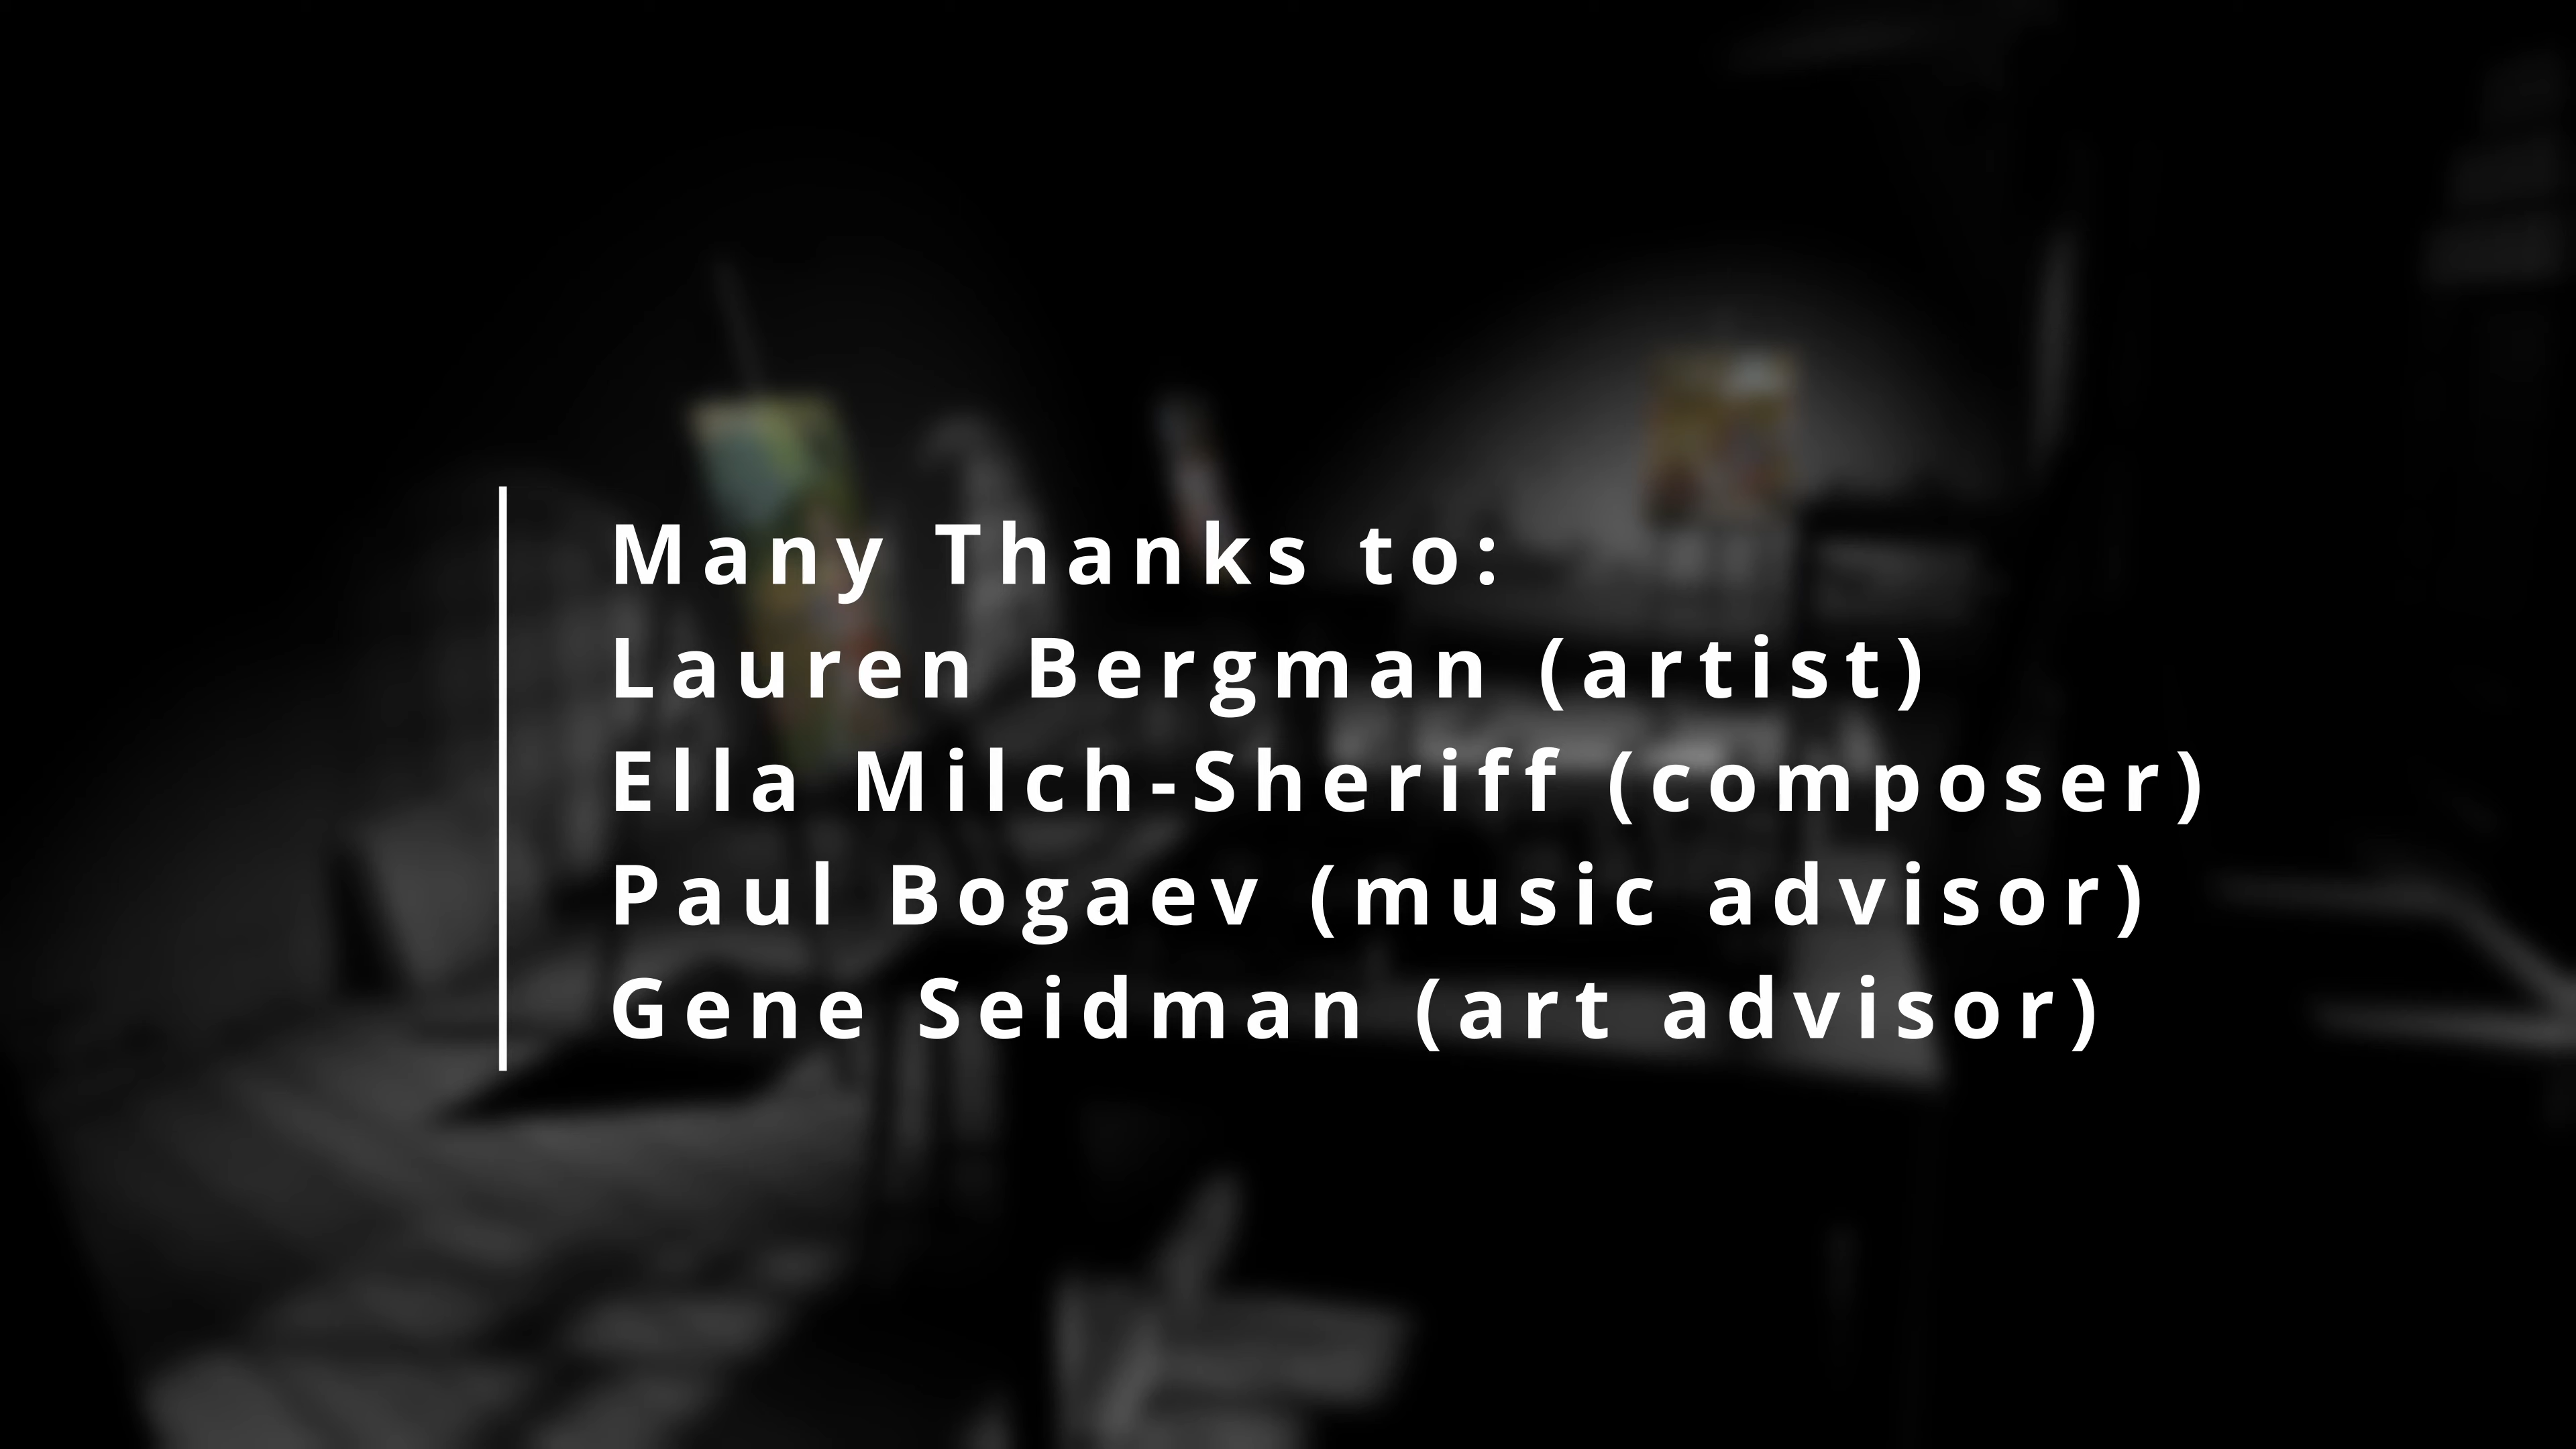 Many Thanks to:
Lauren Bergman (artist)
Ella Milch-Sheriff (composer)
Paul Bogaev (music advisor)
Gene Seidman (art advisor)